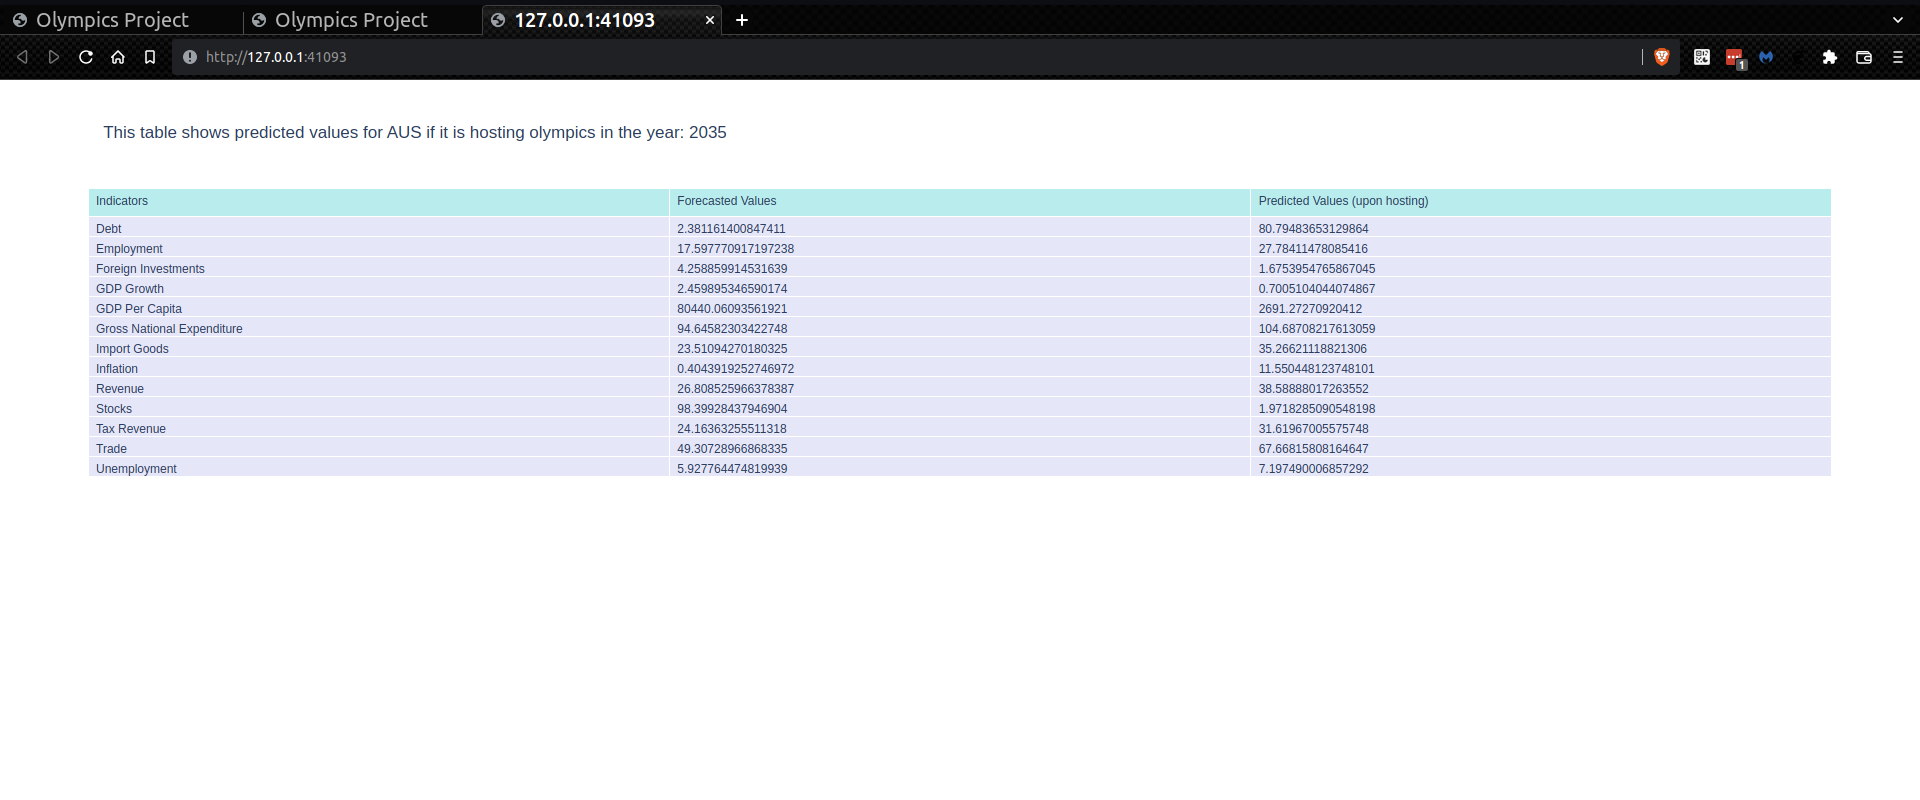 Olympics Project Olympics Project 127.0.0.1:41093
http://127.0.0.1:41093 1
This table shows predicted values for AUS if it is hosting olympics in the year: 2035
Indicators Forecasted Values Predicted Values (upon hosting)
Debt 2.381161400847411 80.79483653129864
Employment 17.597770917197238 27.78411478085416
Foreign Investments 4.258859914531639 1.6753954765867045
GDP Growth 2.459895346590174 0.7005104044074867
GDP Per Capita 80440.06093561921 2691.27270920412
Gross National Expenditure 94.64582303422748 104.68708217613059
Import Goods 23.51094270180325 35.26621118821306
Inflation 0.4043919252746972 11.550448123748101
Revenue 26.808525966378387 38.58888017263552
Stocks 98.39928437946904 1.9718285090548198
Tax Revenue 24.16363255511318 31.61967005575748
Trade 49.30728966868335 67.66815808164647
Unemployment 5.927764474819939 7.197490006857292